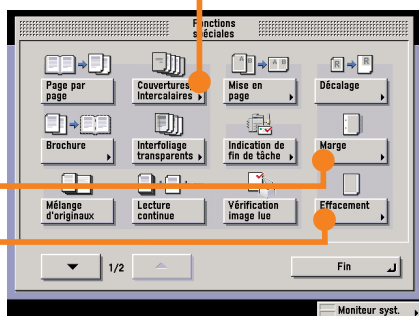 Fonctions
spéciales
Page par
page
Couvertures/
Intercalaires
Mise en
page
Décalage
Brochure
Interfoliage
transparents
Indication de
fin de tâche
Marge
Mélange
d'originaux
Lecture
continue
Vérification
image lue
Effacement
1/2
Fin
Moniteur syst.